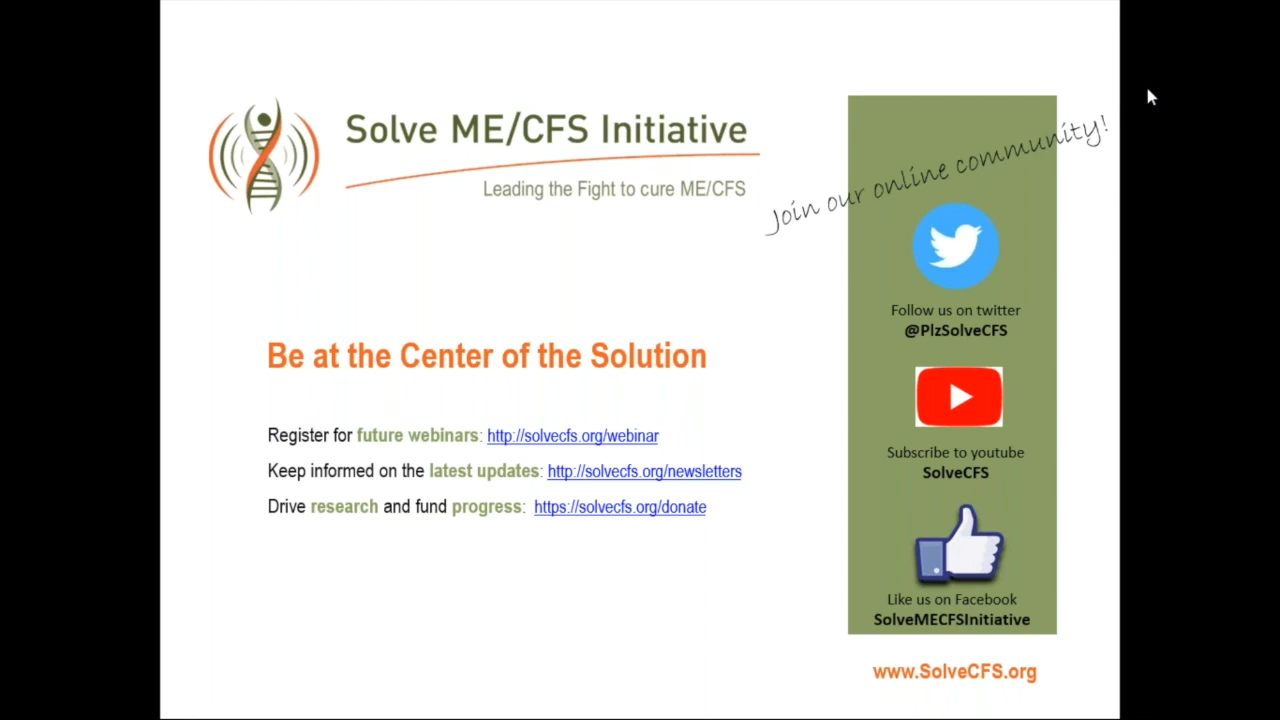 Solve ME/CFS Initiative
Leading the Fight to cure ME/CFS
Join our online community!
Follow us on twitter
@PlzSolveCFS
Be at the Center of the Solution
Register for future webinars: http://solvecfs.org/webinar
Keep informed on the latest updates: http://solvecfs.org/newsletters
Drive research and fund progress: https://solvecfs.org/donate
Subscribe to youtube
SolveCFS
Like us on Facebook
SolveMECFSInitiative
www.SolveCFS.org